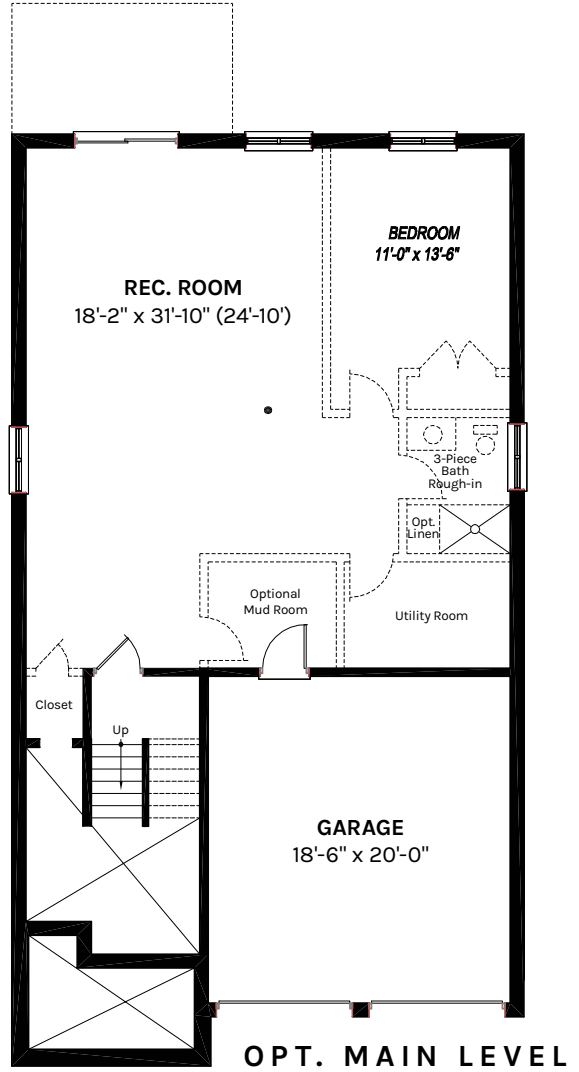 BEDROOM
11'-0" x 13'-6"
REC. ROOM
18'-2" x 31'-10" (24'-10')
3-Piece
Bath
Rough-in
Opt.
Linen
Optional
Mud Room
Utility Room
Closet
Up
GARAGE
18'-6" x 20'-0"
OPT. MAIN LEVEL